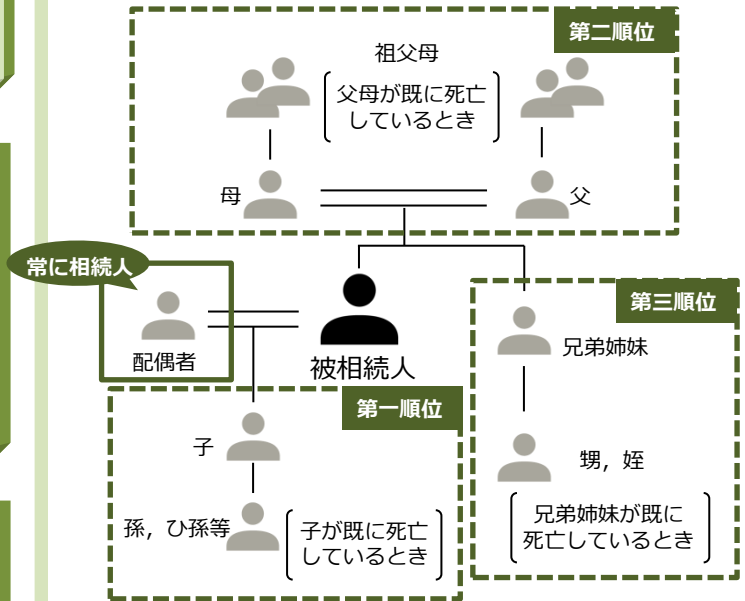 第二順位
祖父母
父母が既に死亡
しているとき
母
父
常に相続人
配偶者
被相続人
第三順位
兄弟姉妹
甥，姪
兄弟姉妹が既に
死亡しているとき
第一順位
子
孫，ひ孫等
子が既に死亡
しているとき